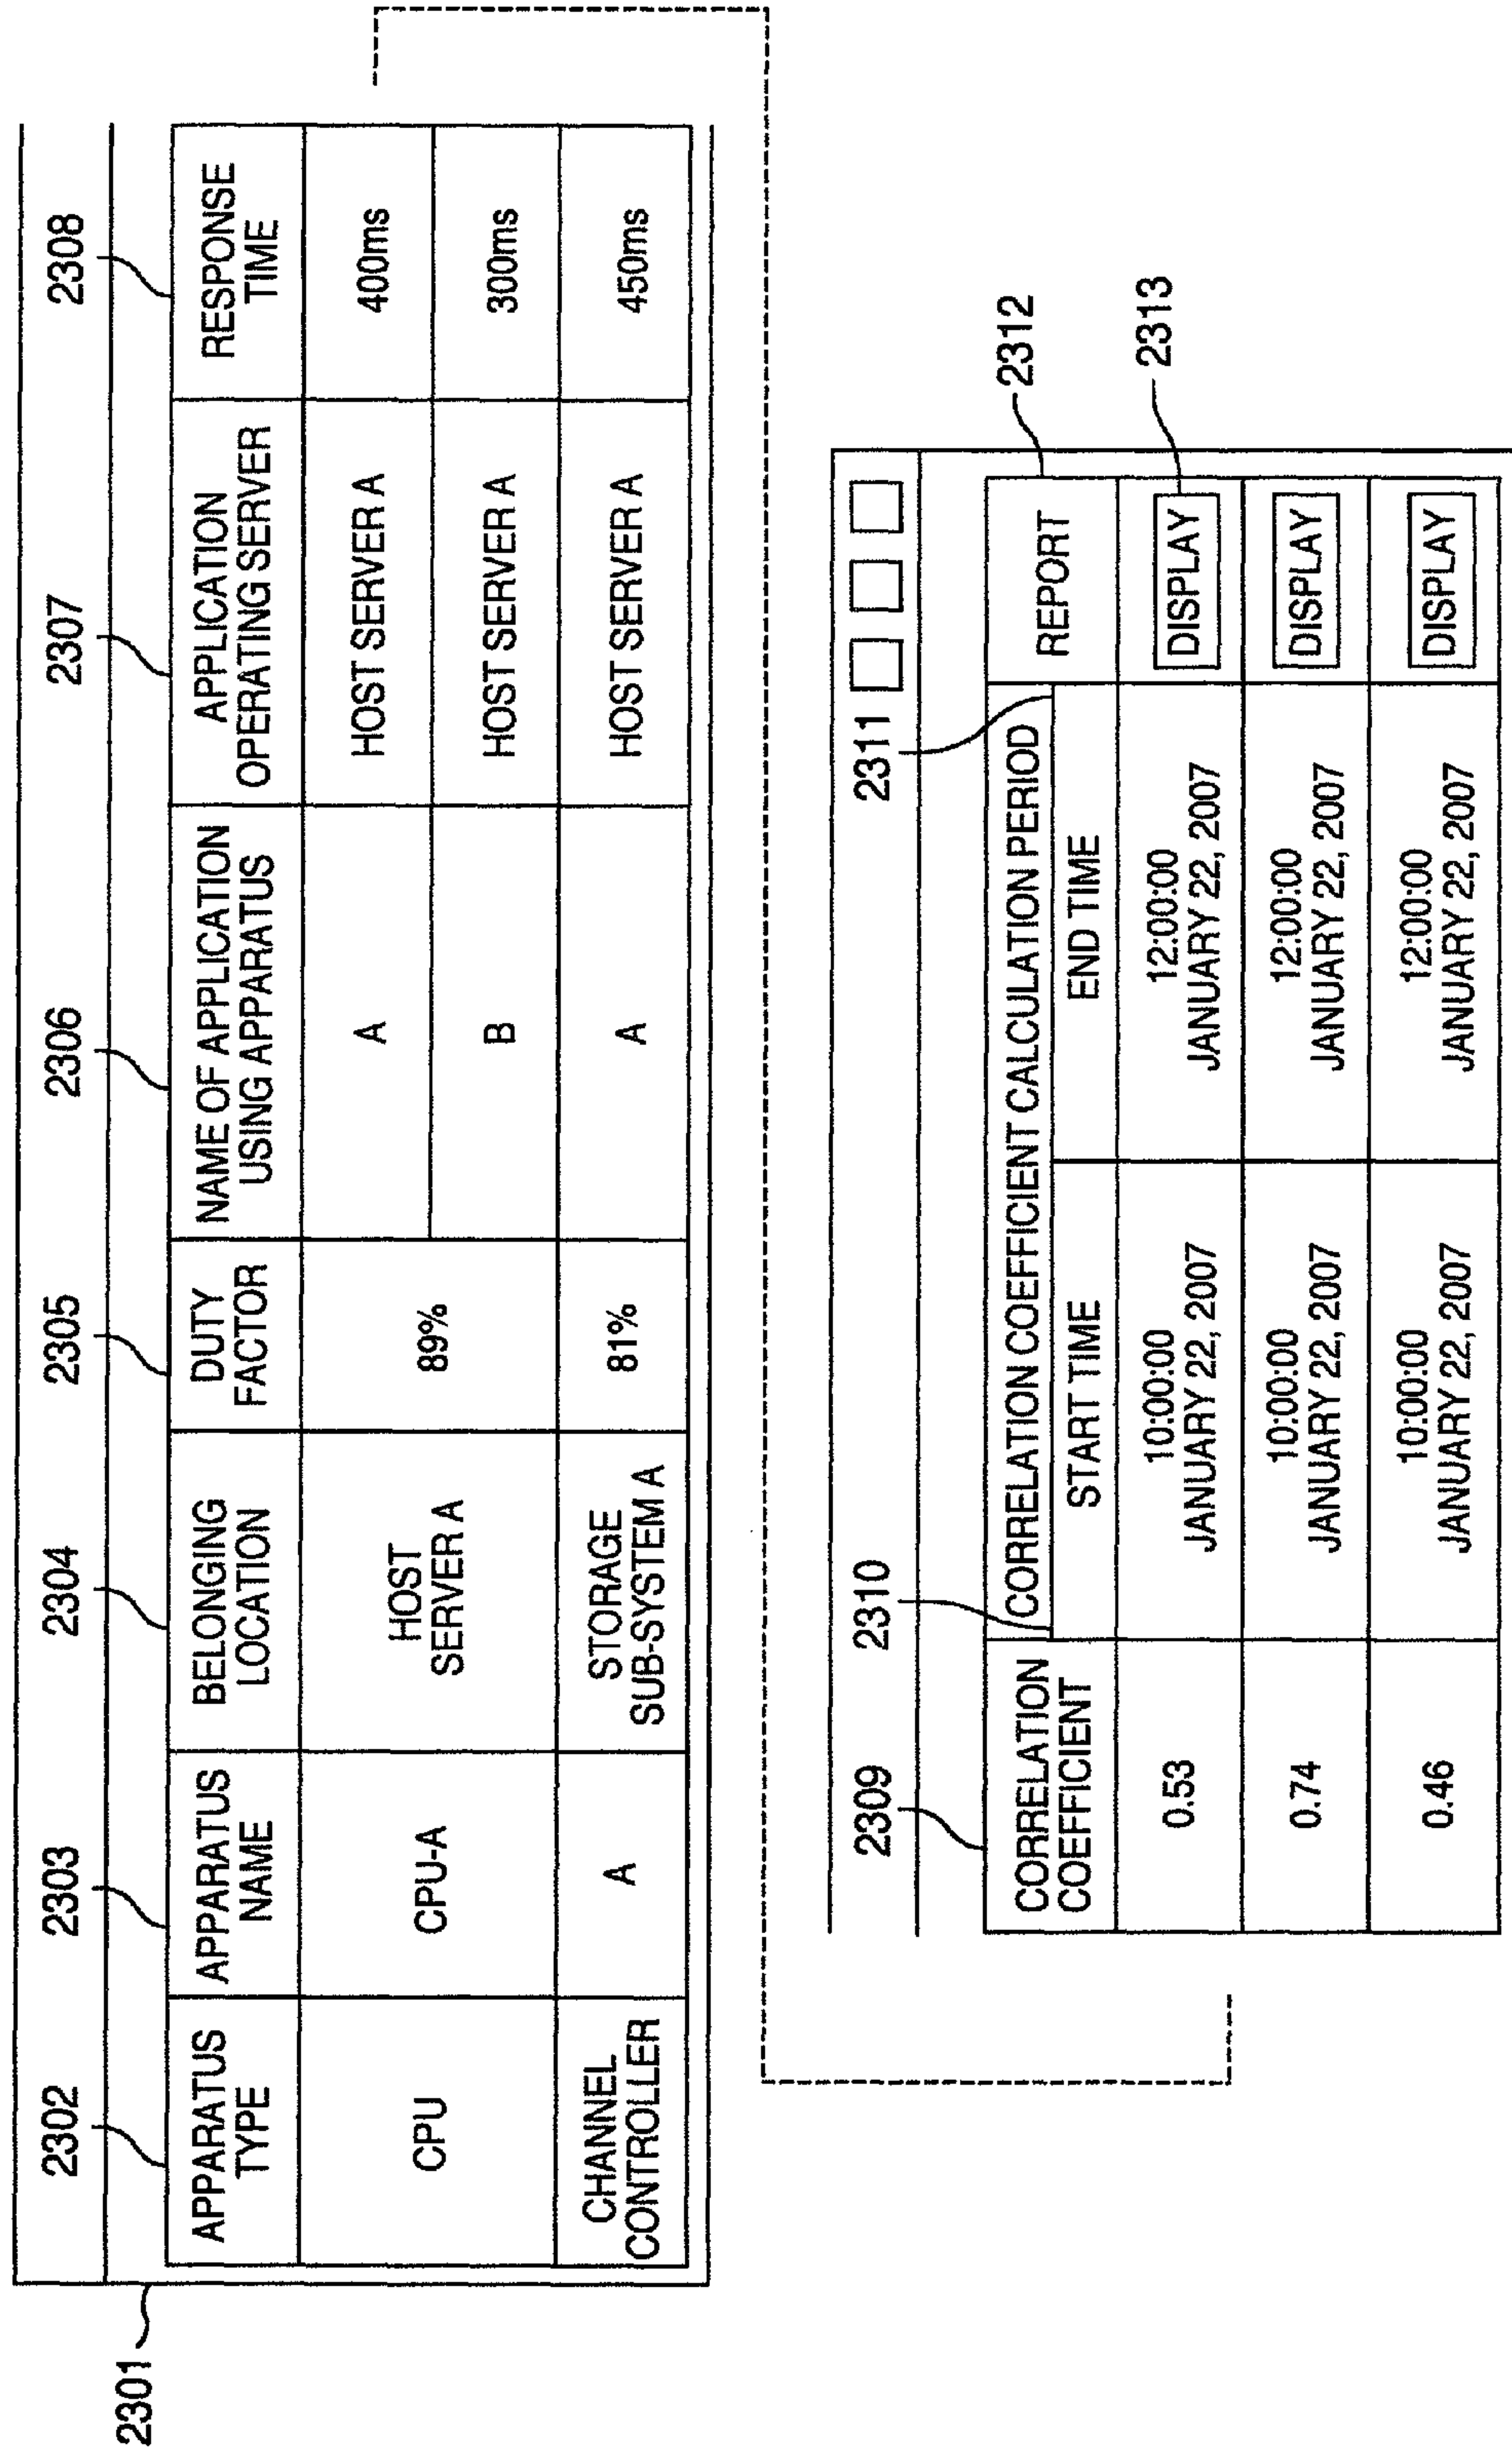 2301
2302
2303
2304
2305
2306
2307
2308
APPARATUS
TYPE
APPARATUS
NAME
BELONGING
LOCATION
DUTY
FACTOR
NAME OF APPLICATION
USING APPARATUS
APPLICATION
OPERATING SERVER
RESPONSE
TIME
CPU
CPU-A
HOST
SERVER A
89%
A
HOST SERVER A
400ms
B
HOST SERVER A
300ms
CHANNEL
CONTROLLER
A
STORAGE
SUB-SYSTEM A
81%
A
HOST SERVER A
450ms
2309
2310
2311
2312
2313
CORRELATION
COEFFICIENT
CORRELATION COEFFICIENT CALCULATION PERIOD
START TIME
END TIME
REPORT
0.53
10:00:00
JANUARY 22, 2007
12:00:00
JANUARY 22, 2007
DISPLAY
0.74
10:00:00
JANUARY 22, 2007
12:00:00
JANUARY 22, 2007
DISPLAY
0.46
10:00:00
JANUARY 22, 2007
12:00:00
JANUARY 22, 2007
DISPLAY